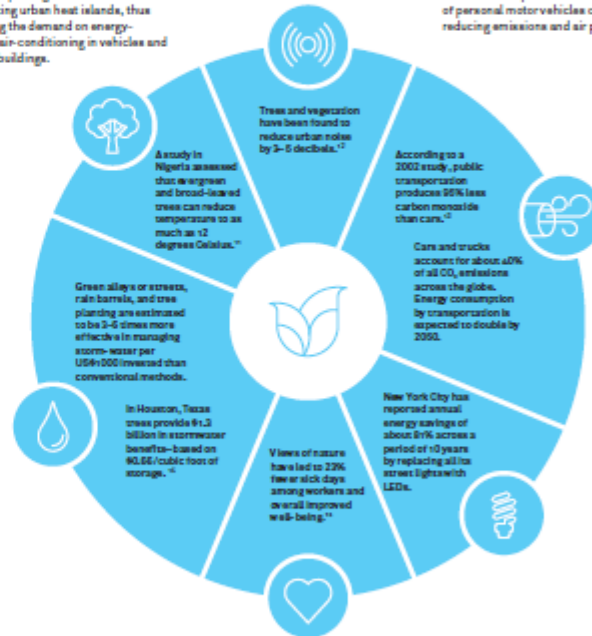 ing urban heat islands, thus
g the demand on energy-
air-conditioning in vehicles and
buildings.
of personal motor vehicles
reducing emissions and air
Trees and vegetation
have been found to
reduce urban noise
by 3–5 decibels.
A study in
Nigeria assessed
that evergreen
and broad-leaved
trees can reduce
temperature to as
much as 12
degrees Celsius.
According to a
2002 study, public
transportation
produces 95% less
carbon monoxide
than cars.
Cars and trucks
account for about 40%
of all CO₂ emissions
across the globe.
Energy consumption
by transportation is
expected to double by
2050.
Green alleys or streets,
rain barrels, and tree
planting are estimated
to be 3-6 times more
effective in managing
storm-water per
US$1000 invested than
conventional methods.
In Houston, Texas
trees provide $1.3
billion in stormwater
benefits–based on
$0.66/cubic foot of
storage.
Views of nature
have led to 23%
fewer sick days
among workers and
overall improved
well-being.
New York City has
reported annual
energy savings of
about 81% across a
period of 10 years
by replacing all its
street lights with
LEDs.